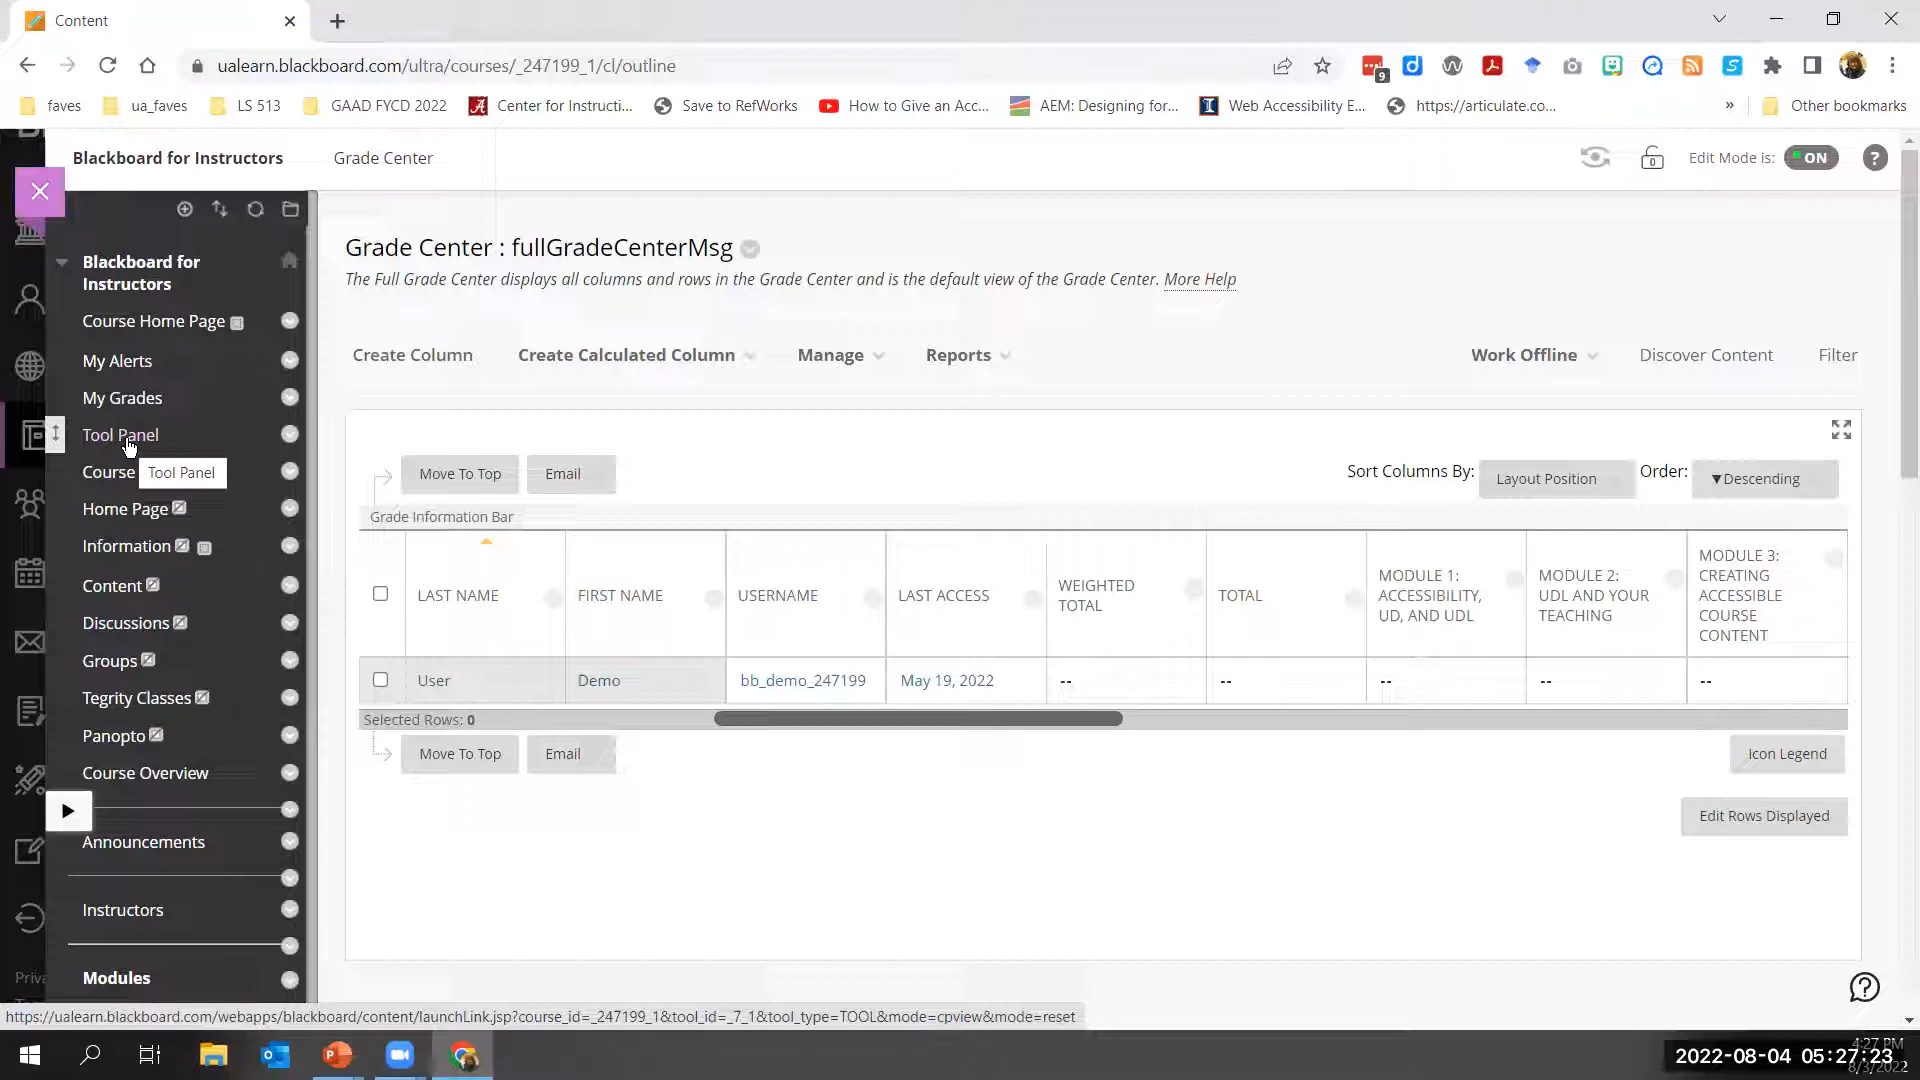 Content
ualearn.blackboard.com/ultra/courses/_247199_1/cl/outline
9
faves
ua_faves
LS 513
GAAD FYCD 2022
Center for Instructi...
Save to RefWorks
How to Give an Acc...
AEM: Designing for...
Web Accessibility E...
https://articulate.co...
»
Other bookmarks
Blackboard for Instructors
Grade Center
0
Edit Mode is:
ON
?
Blackboard for
Instructors
Course Home Page
My Alerts
My Grades
Tool Panel
Course
Tool Panel
Home Page
Information
Content
Discussions
Groups
Tegrity Classes
Panopto
Course Overview
Announcements
Instructors
Modules
Grade Center : fullGradeCenterMsg
The Full Grade Center displays all columns and rows in the Grade Center and is the default view of the Grade Center. More Help
Create Column
Create Calculated Column
Manage
Reports
Work Offline
Discover Content
Filter
Move To Top
Email
Sort Columns By:
Layout Position
Order:
▼Descending
Grade Information Bar
LAST NAME
FIRST NAME
USERNAME
LAST ACCESS
WEIGHTED
TOTAL
TOTAL
MODULE 1:
ACCESSIBILITY,
UD, AND UDL
MODULE 2:
UDL AND YOUR
TEACHING
MODULE 3:
CREATING
ACCESSIBLE
COURSE
CONTENT
User
Demo
bb_demo_247199
May 19, 2022
--
--
--
--
--
Selected Rows: 0
Move To Top
Email
Icon Legend
Edit Rows Displayed
Priva
https://ualearn.blackboard.com/webapps/blackboard/content/launchLink.jsp?course_id=_247199_1&tool_id=_7_1&tool_type=TOOL&mode=cpview&mode=reset
4:27 PM
2022-08-04 05:27:23
8/3/2022